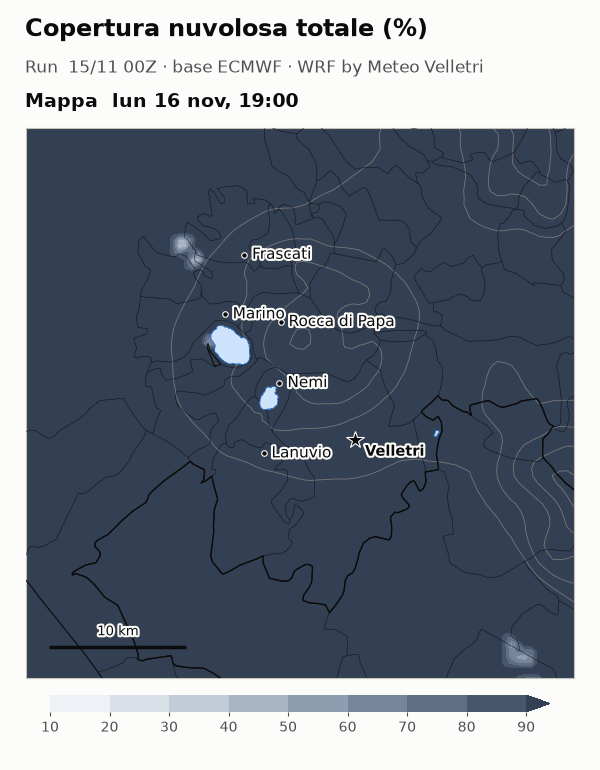 Copertura nuvolosa totale (%)
Run  15/11 00Z · base ECMWF · WRF by Meteo Velletri
Mappa  lun 16 nov, 19:00
Frascati
Marino
Rocca di Papa
Nemi
Velletri
Lanuvio
10 km
10 20 30 40 50 60 70 80 90